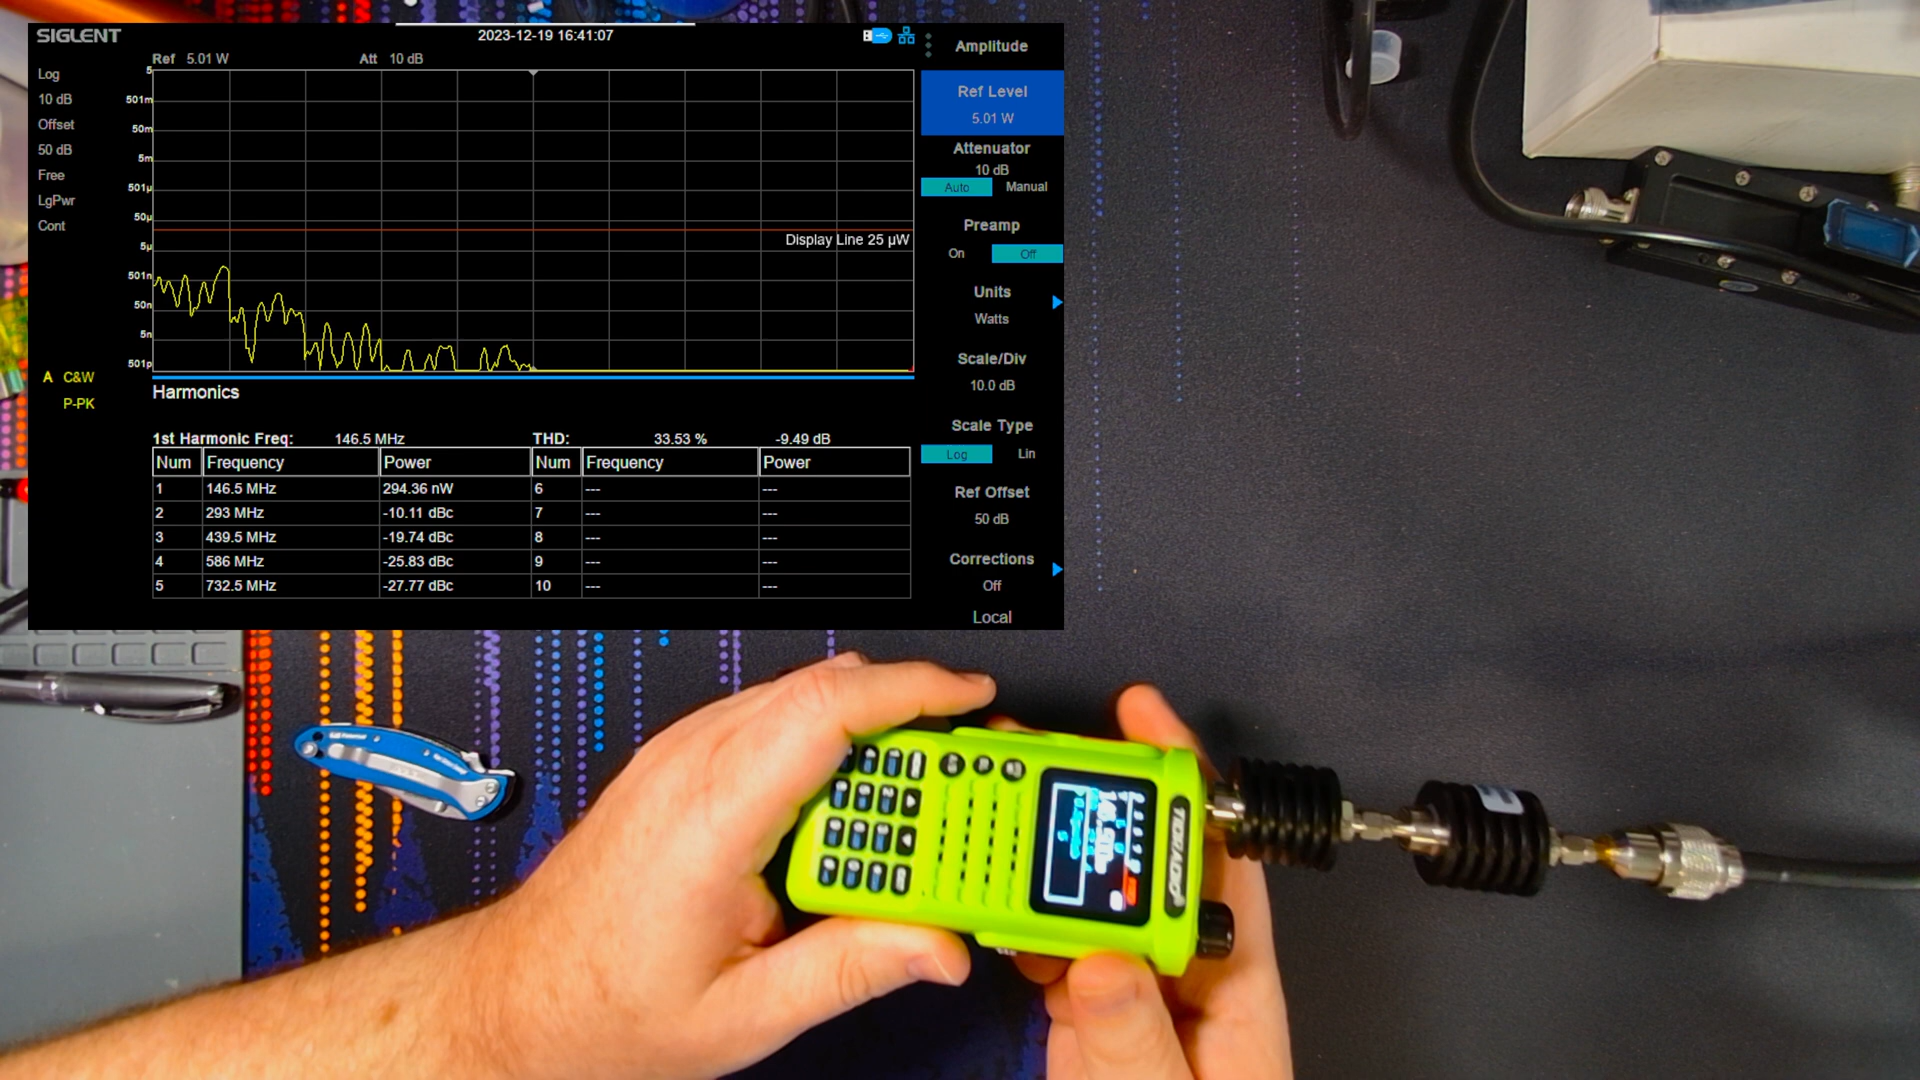 SIGLENT
2023-12-19 16:41:07
Ref 5.01 W
Att 10 dB
Log
10 dB
Offset
50 dB
Free
LgPwr
Cont
A C&W
P-PK
5
501m
50m
5m
501µ
50µ
5µ
501n
50n
5n
501p
Display Line 25 µW
Harmonics
1st Harmonic Freq: 146.5 MHz THD: 33.53 % -9.49 dB
Num Frequency Power Num Frequency Power
1 146.5 MHz 294.36 nW 6 --- ---
2 293 MHz -10.11 dBc 7 --- ---
3 439.5 MHz -19.74 dBc 8 --- ---
4 586 MHz -25.83 dBc 9 --- ---
5 732.5 MHz -27.77 dBc 10 --- ---
Amplitude
Ref Level
5.01 W
Attenuator
10 dB
Auto Manual
Preamp
On Off
Units
Watts
Scale/Div
10.0 dB
Scale Type
Log Lin
Ref Offset
50 dB
Corrections
Off
Local
TIDRADIO